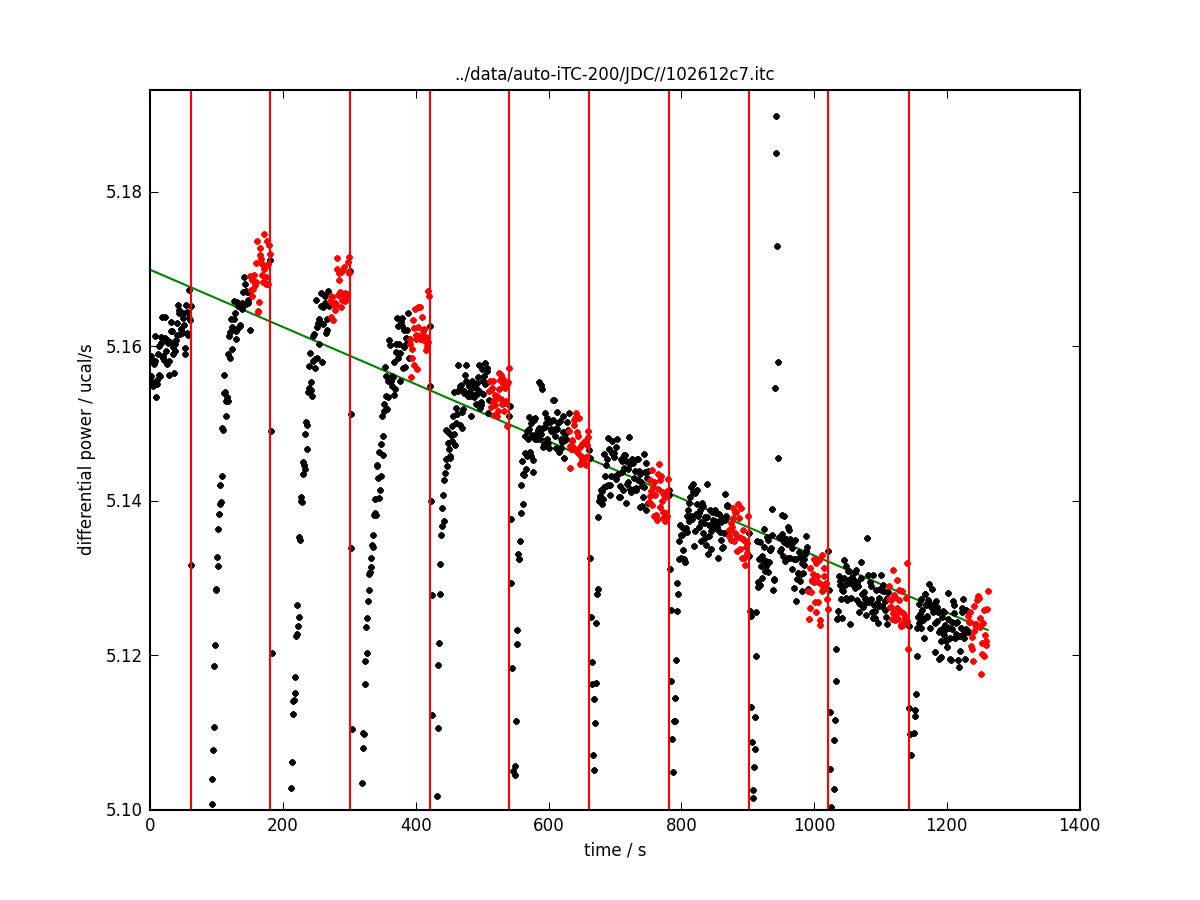 ../data/auto-iTC-200/JDC//102612c7.itc
differential power / ucal/s
5.18
5.16
5.14
5.12
5.10
0 200 400 600 800 1000 1200 1400
time / s